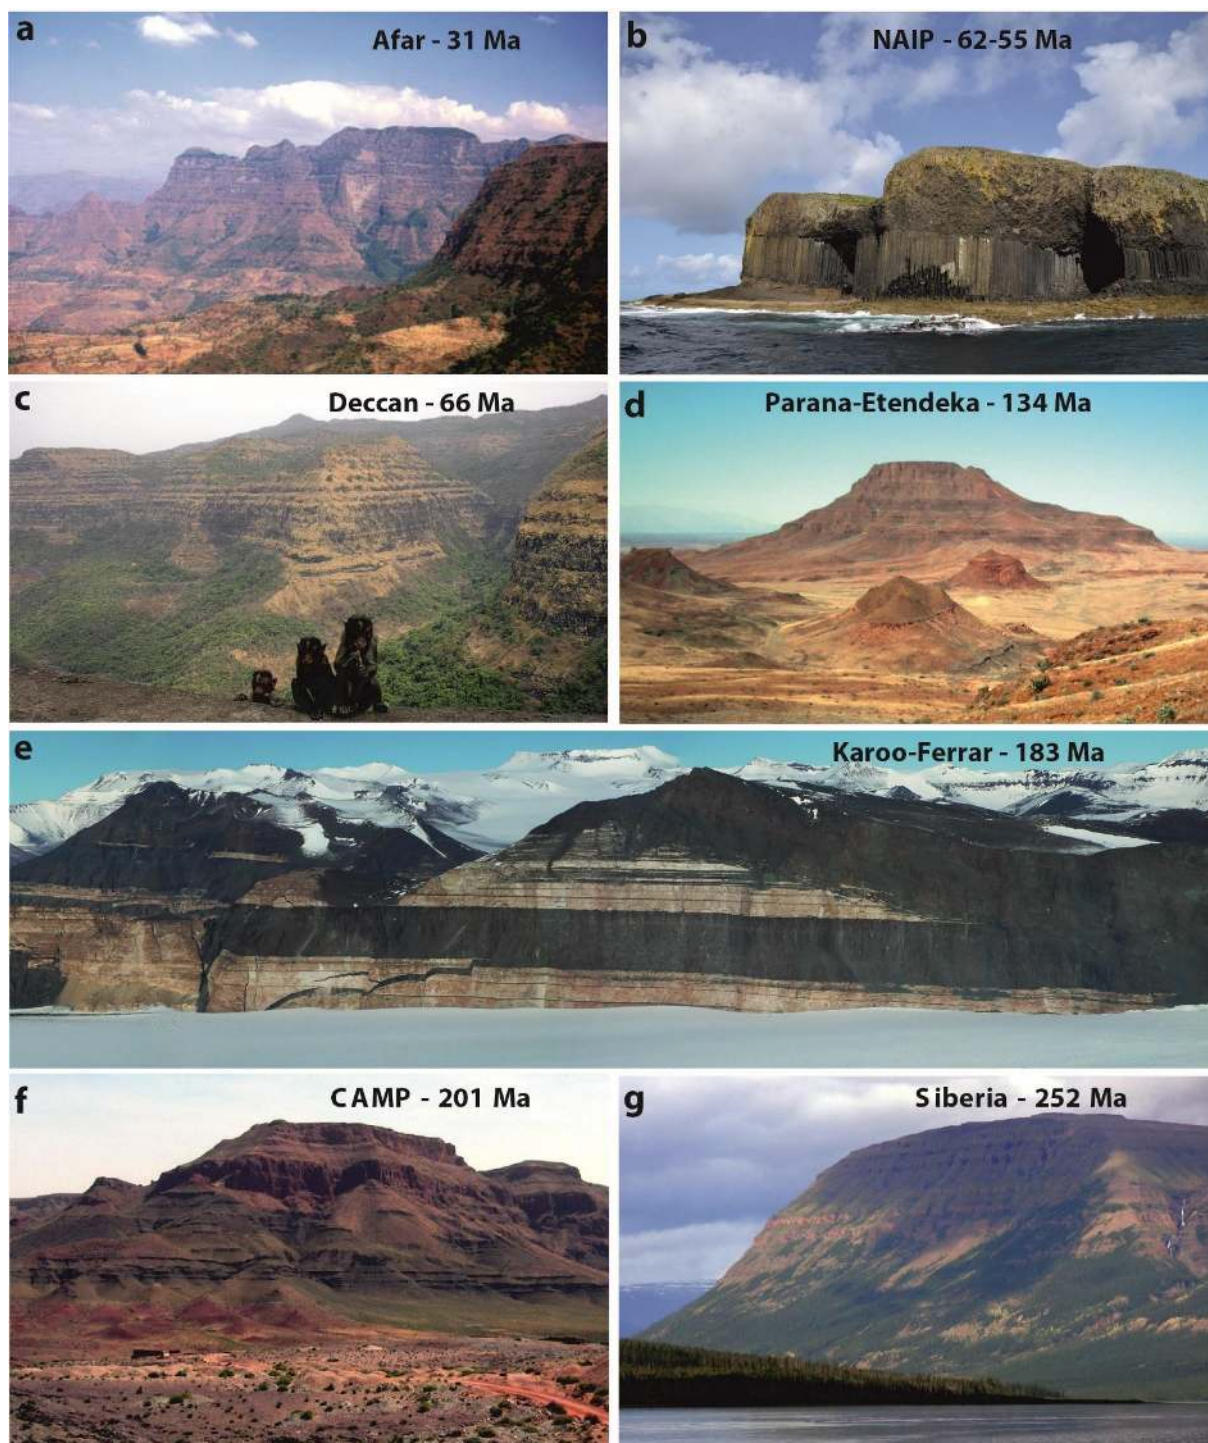 a
Afar - 31 Ma
b
NAIP - 62-55 Ma
c
Deccan - 66 Ma
d
Parana-Etendeka - 134 Ma
e
Karoo-Ferrar - 183 Ma
f
CAMP - 201 Ma
g
Siberia - 252 Ma